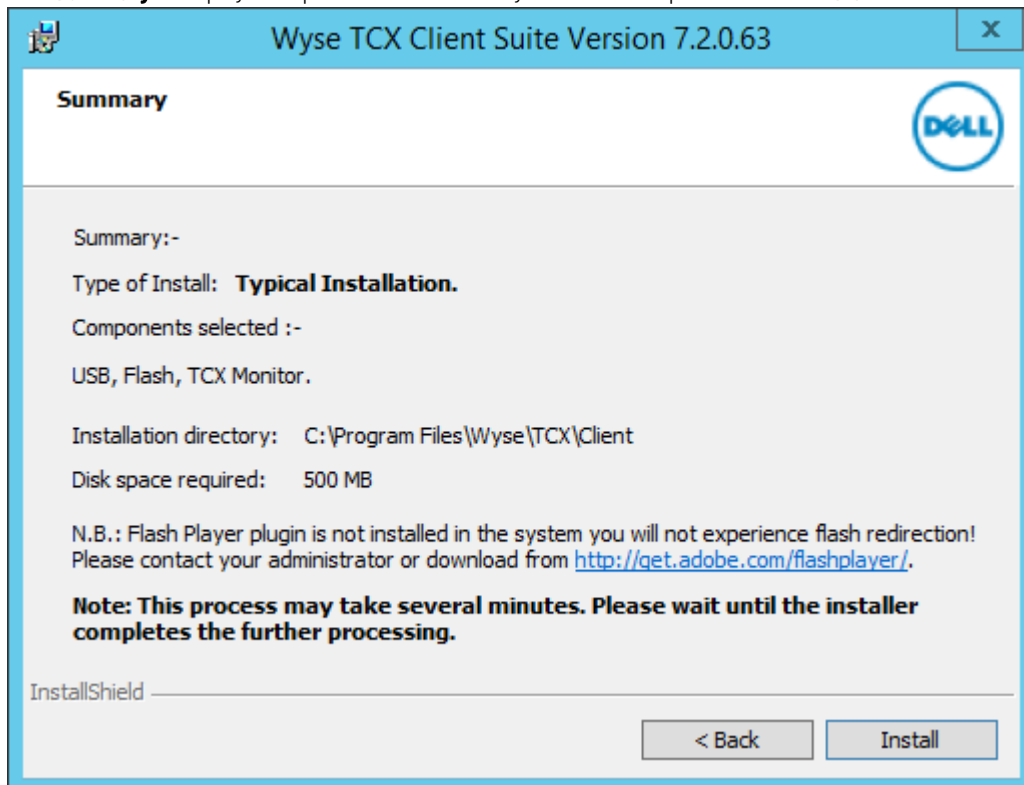 Wyse TCX Client Suite Version 7.2.0.63
x
Summary
DELL
Summary:-
Type of Install: Typical Installation.
Components selected :-
USB, Flash, TCX Monitor.
Installation directory: C:\Program Files\Wyse\TCX\Client
Disk space required: 500 MB
N.B.: Flash Player plugin is not installed in the system you will not experience flash redirection!
Please contact your administrator or download from http://get.adobe.com/flashplayer/.
Note: This process may take several minutes. Please wait until the installer
completes the further processing.
InstallShield
< Back Install